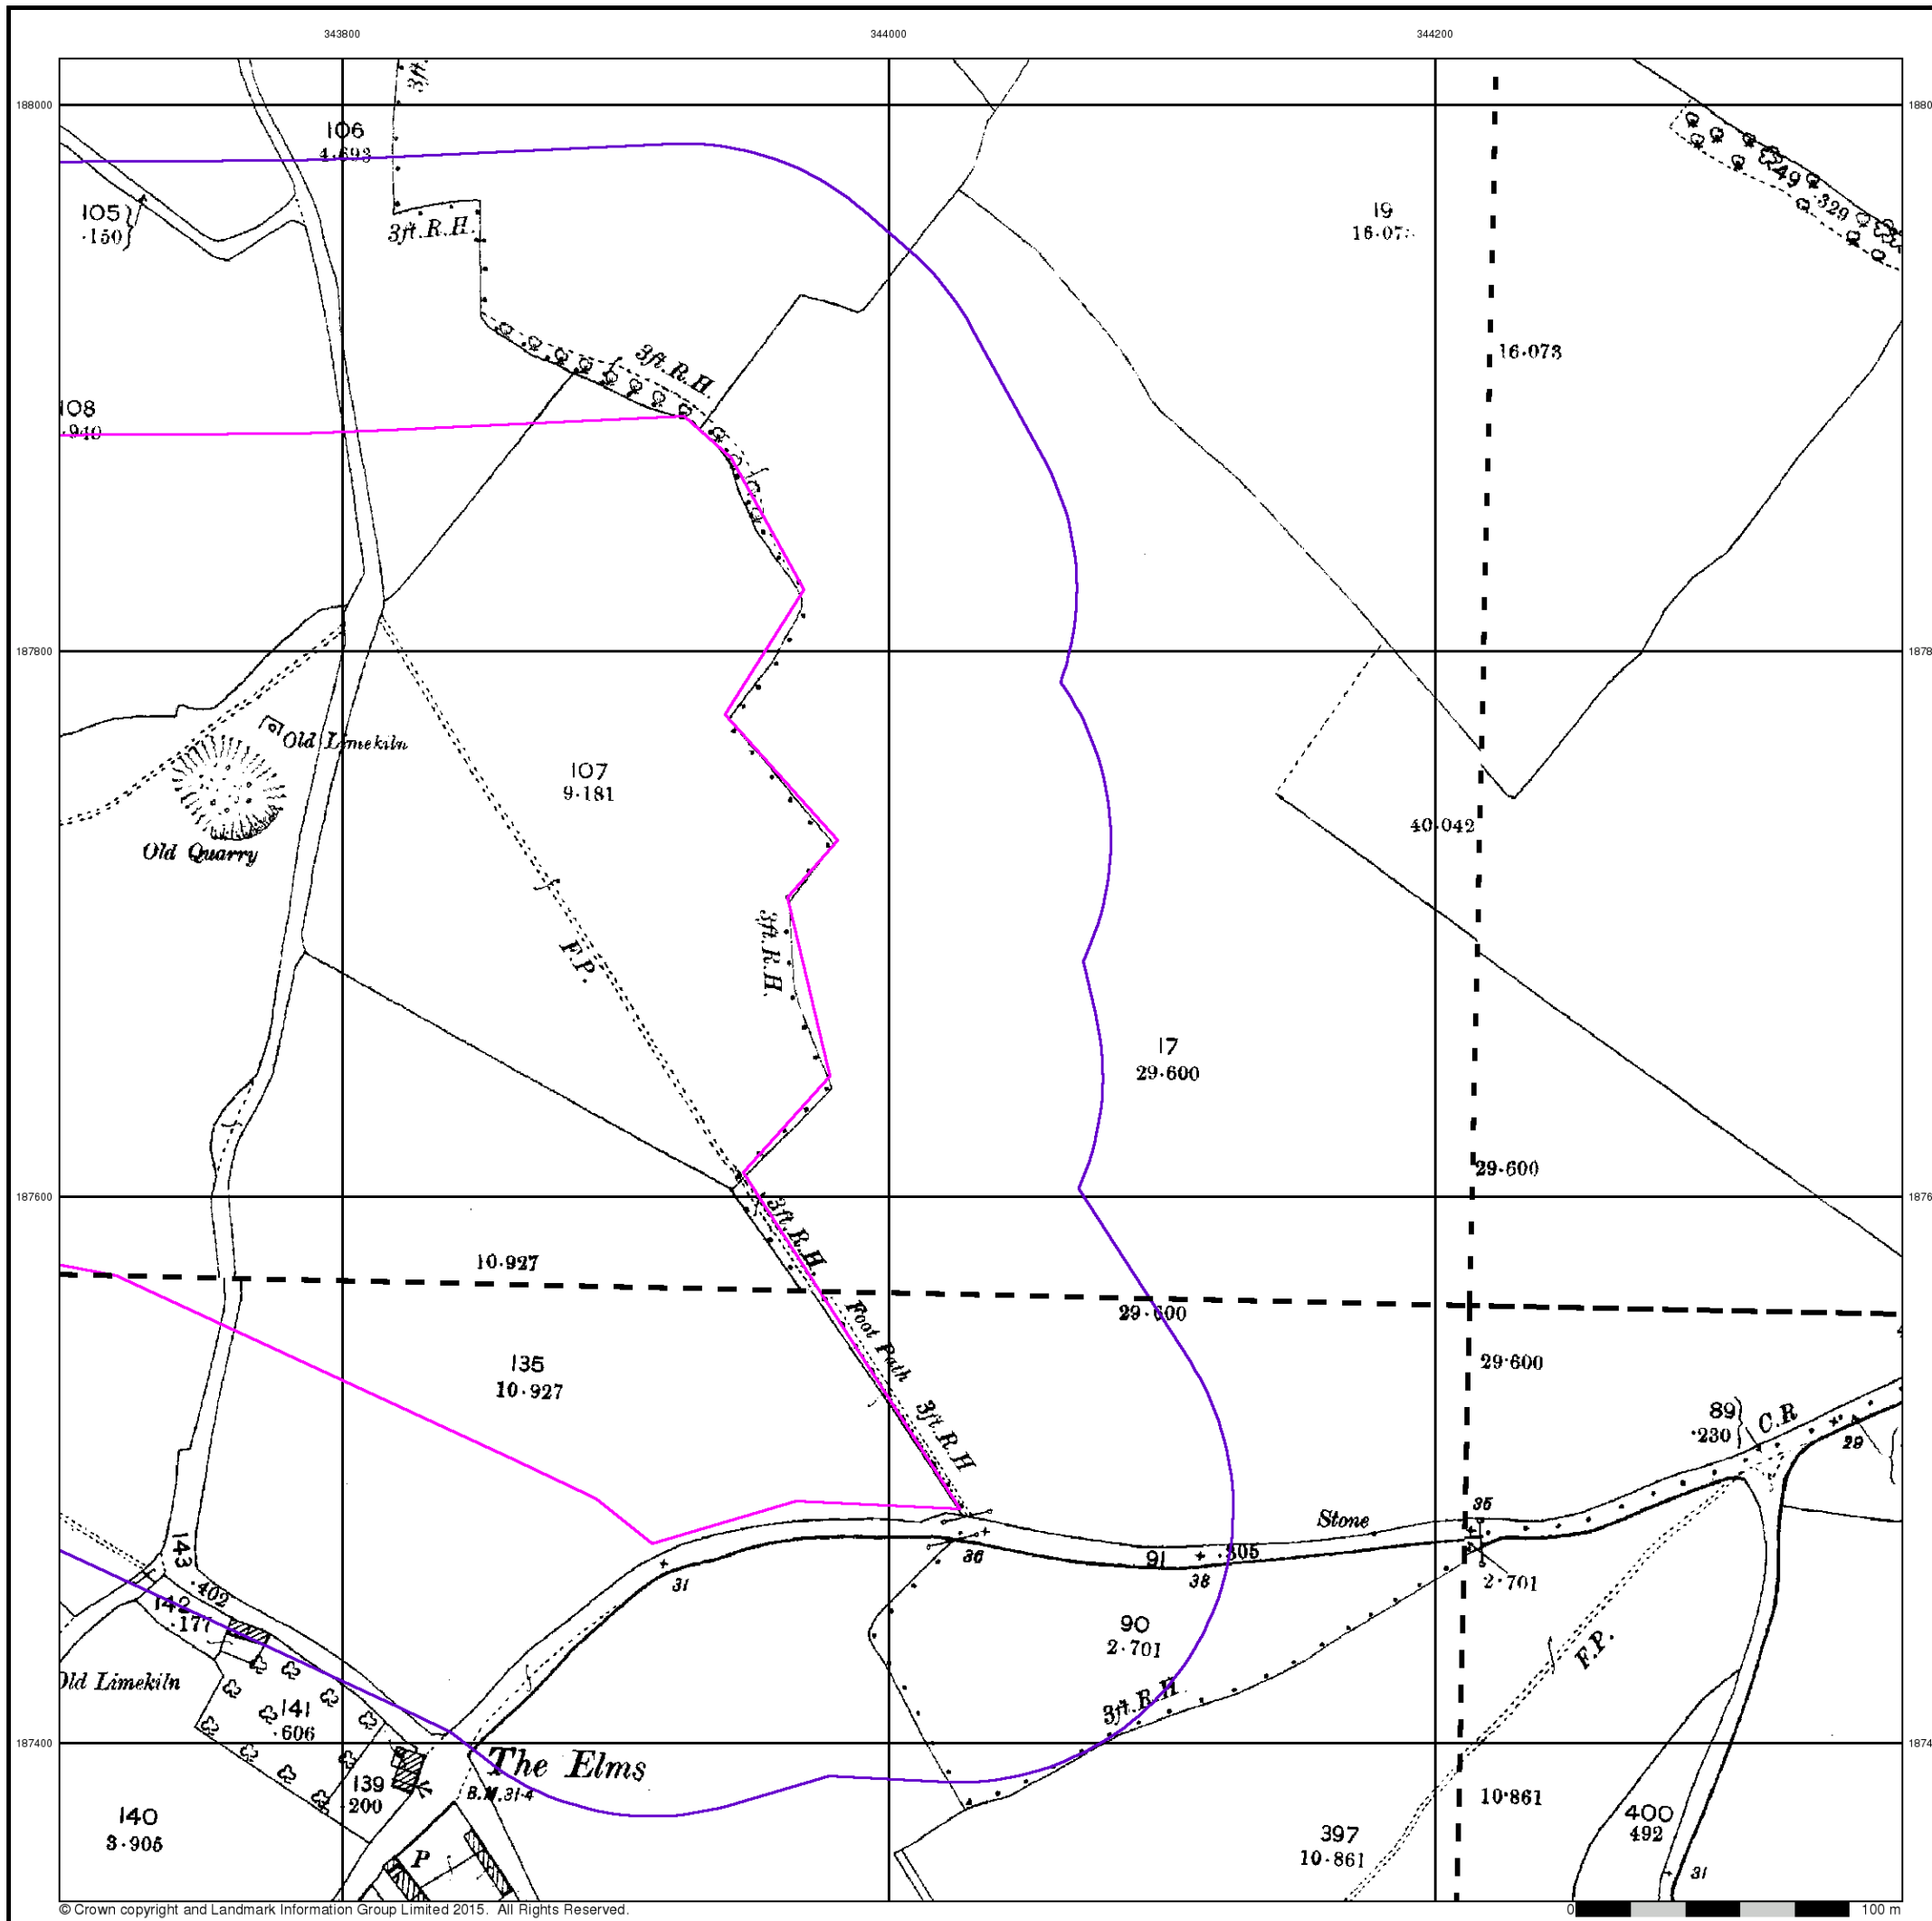 343800
344000
344200
188000
3ft.
106
4.693
105
.150
3ft.R.H.
19
49
.329
16.073
3ft.R.H.
108
187800
Old Limekiln
107
9.181
Old Quarry
40.042
F.P.
3ft.R.H.
17
29.600
29.600
187600
3ft.R.H.
10.927
29.600
Foot Path
135
10.927
29.600
3ft.R.H
89
.230
C.R
29
143
Stone
35
36
91
.805
31
38
.402
142
.177
2.701
90
2.701
F.P.
Old Limekiln
141
.606
3ft.R.H.
187400
The Elms
139
.200
B.M.31.4
10.861
140
3.905
400
492
397
10.861
P
31
© Crown copyright and Landmark Information Group Limited 2015. All Rights Reserved.
0
100 m